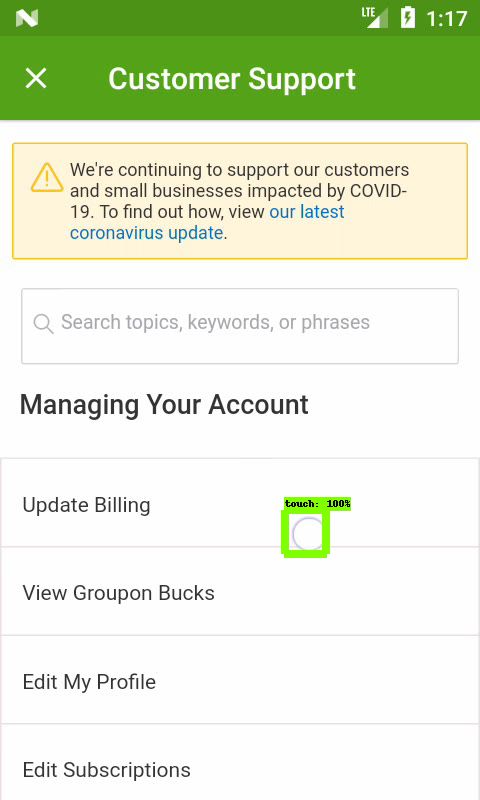 LTE 1:17
Customer Support
We're continuing to support our customers
and small businesses impacted by COVID-
19. To find out how, view our latest
coronavirus update.
Search topics, keywords, or phrases
Managing Your Account
Update Billing
touch: 100%
View Groupon Bucks
Edit My Profile
Edit Subscriptions